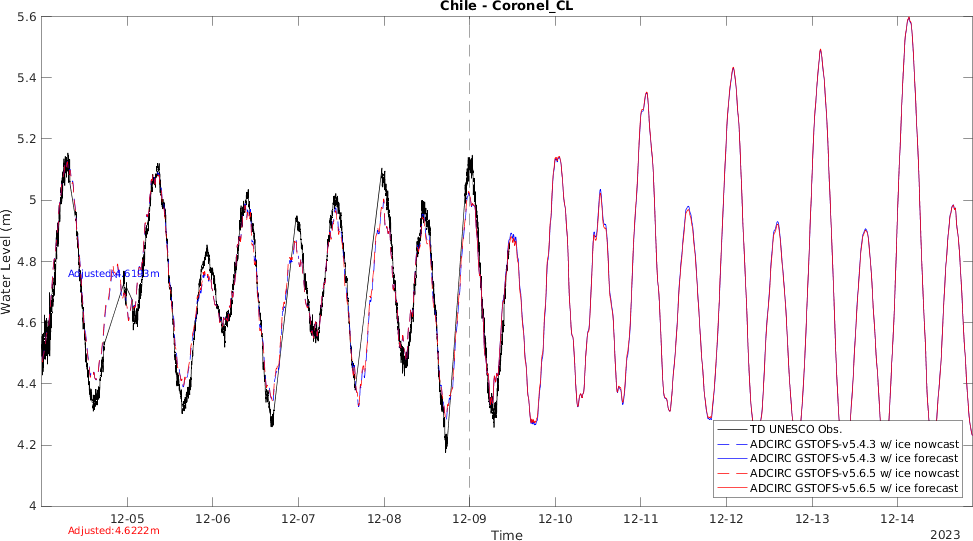 Chile - Coronel_CL
5.6
5.4
5.2
5
4.8
4.6
4.4
4.2
4
Water Level (m)
Adjusted:4.6183m
TD UNESCO Obs.
ADCIRC GSTOFS-v5.4.3 w/ ice nowcast
ADCIRC GSTOFS-v5.4.3 w/ ice forecast
ADCIRC GSTOFS-v5.6.5 w/ ice nowcast
ADCIRC GSTOFS-v5.6.5 w/ ice forecast
12-05 12-06 12-07 12-08 12-09 12-10 12-11 12-12 12-13 12-14
Adjusted:4.6222m
Time
2023